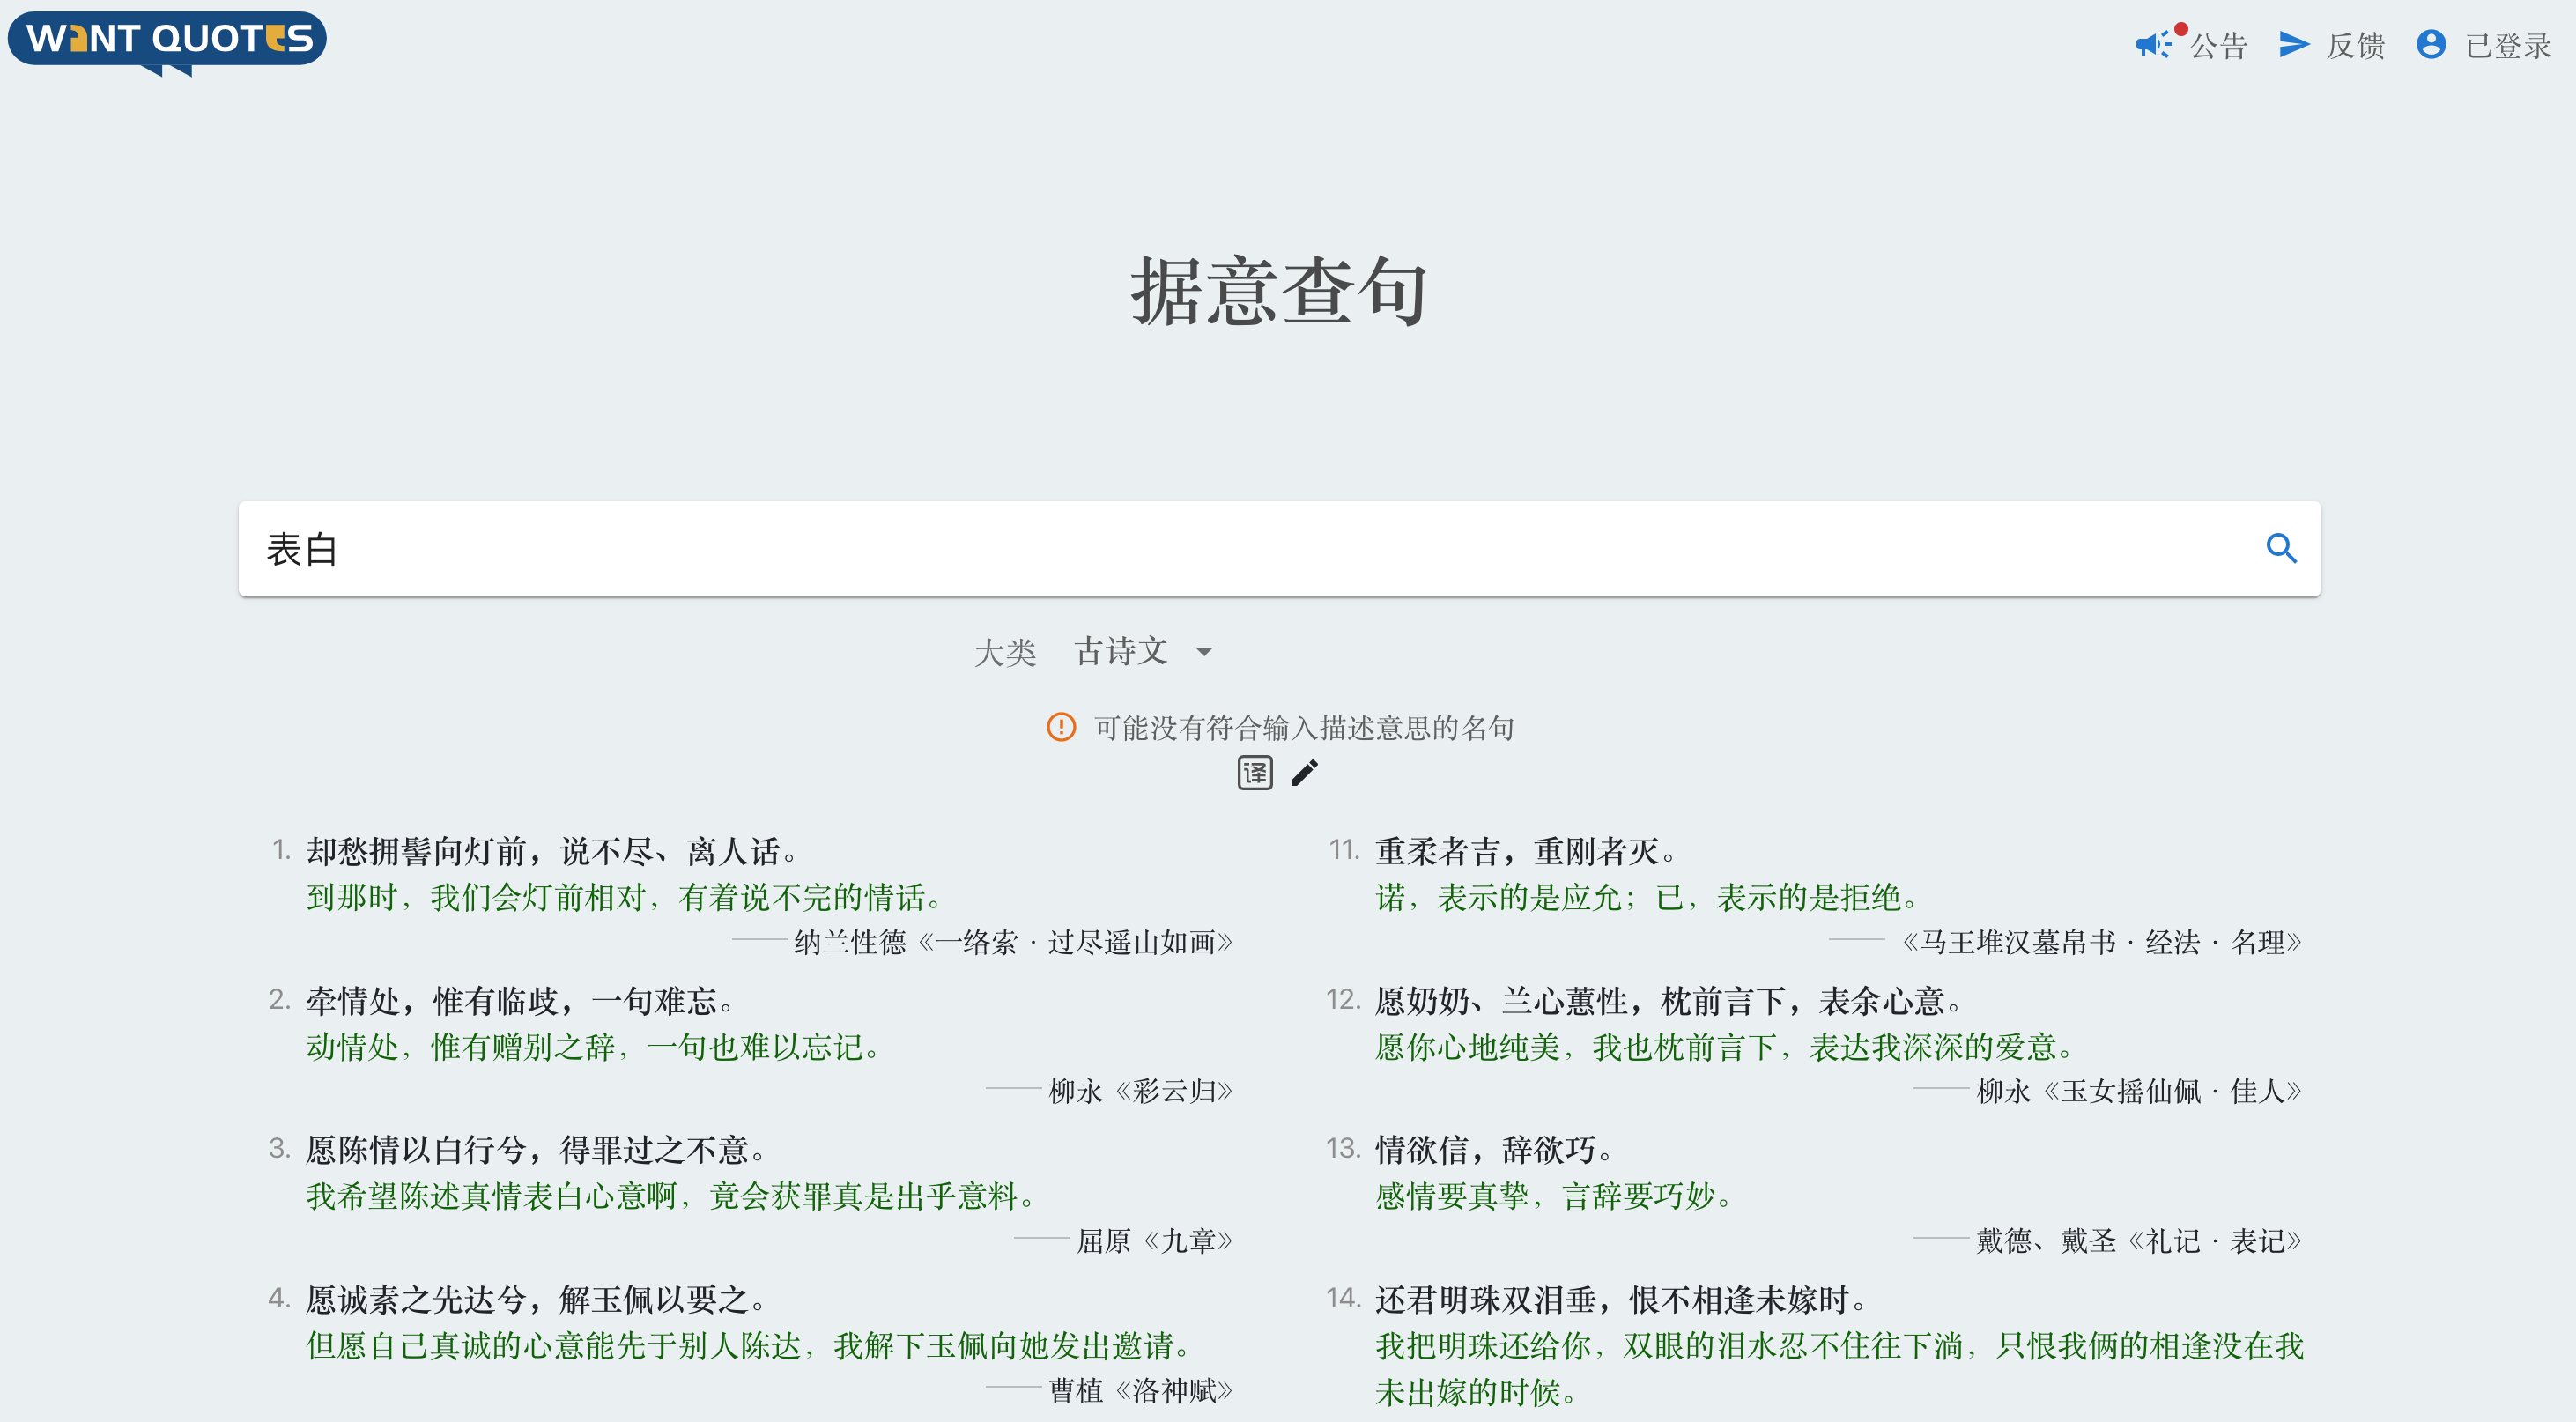 WANT QUOTES
公告
反馈
已登录
据意查句
表白
大类 古诗文
可能没有符合输入描述意思的名句
译
1. 却愁拥髻向灯前，说不尽、离人话。
到那时，我们会灯前相对，有着说不完的情话。
——纳兰性德《一络索·过尽遥山如画》
2. 牵情处，惟有临歧，一句难忘。
动情处，惟有赠别之辞，一句也难以忘记。
——柳永《彩云归》
3. 愿陈情以白行兮，得罪过之不意。
我希望陈述真情表白心意啊，竟会获罪真是出乎意料。
——屈原《九章》
4. 愿诚素之先达兮，解玉佩以要之。
但愿自己真诚的心意能先于别人陈达，我解下玉佩向她发出邀请。
——曹植《洛神赋》
11. 重柔者吉，重刚者灭。
诺，表示的是应允；已，表示的是拒绝。
——《马王堆汉墓帛书·经法·名理》
12. 愿奶奶、兰心蕙性，枕前言下，表余心意。
愿你心地纯美，我也枕前言下，表达我深深的爱意。
——柳永《玉女摇仙佩·佳人》
13. 情欲信，辞欲巧。
感情要真挚，言辞要巧妙。
——戴德、戴圣《礼记·表记》
14. 还君明珠双泪垂，恨不相逢未嫁时。
我把明珠还给你，双眼的泪水忍不住往下淌，只恨我俩的相逢没在我
未出嫁的时候。